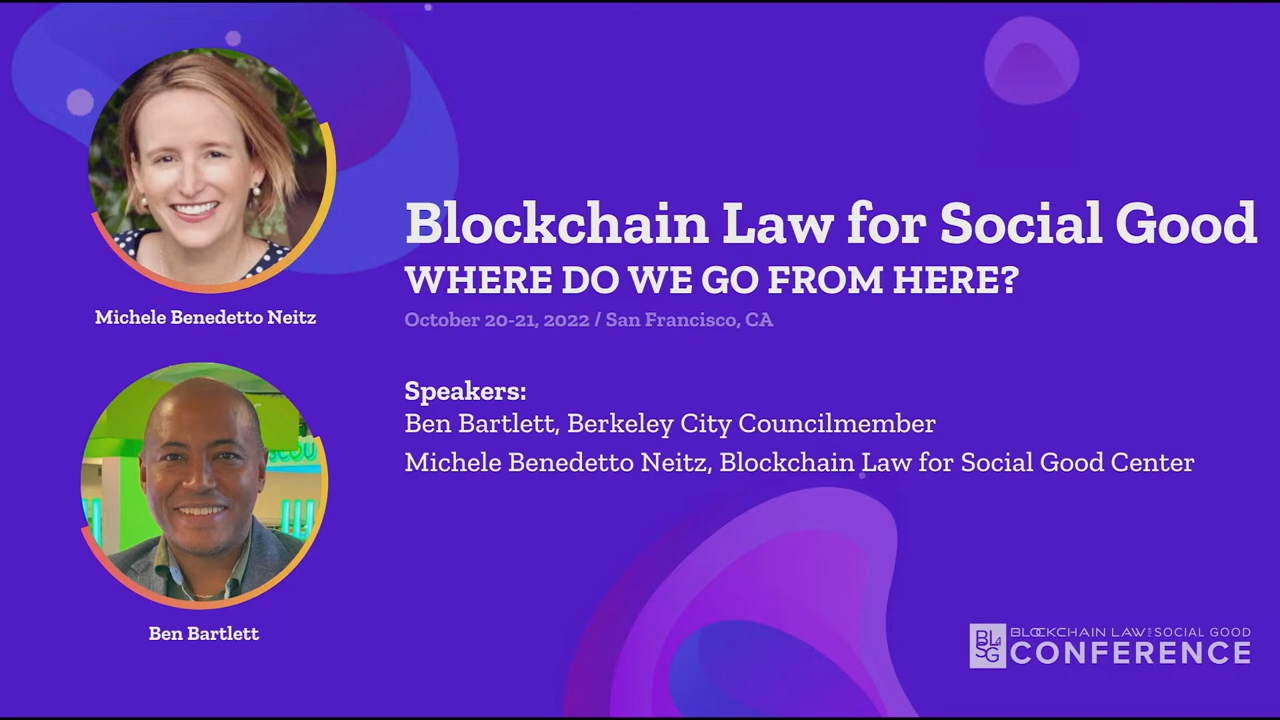 Michele Benedetto Neitz
Ben Bartlett
Blockchain Law for Social Good
WHERE DO WE GO FROM HERE?
October 20-21, 2022 / San Francisco, CA
Speakers:
Ben Bartlett, Berkeley City Councilmember
Michele Benedetto Neitz, Blockchain Law for Social Good Center
BL4
SG
BLOCKCHAIN LAW FOR SOCIAL GOOD
CONFERENCE